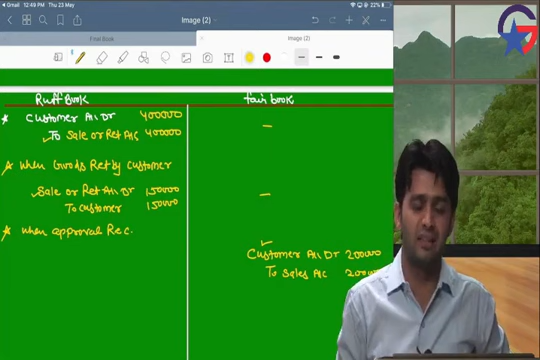 Gmail 12:49 PM Thu 23 May
Image (2)
Final Book
Image (2)
Ruff Book
fair book
Customer A/c Dr 400000
To Sale or Ret A/c 400000
—
When Goods Ret by customer
Sale or Ret A/c Dr 150000
To Customer 150000
—
When approval Rec.
Customer A/c Dr 200000
To Sales A/c 2000
G